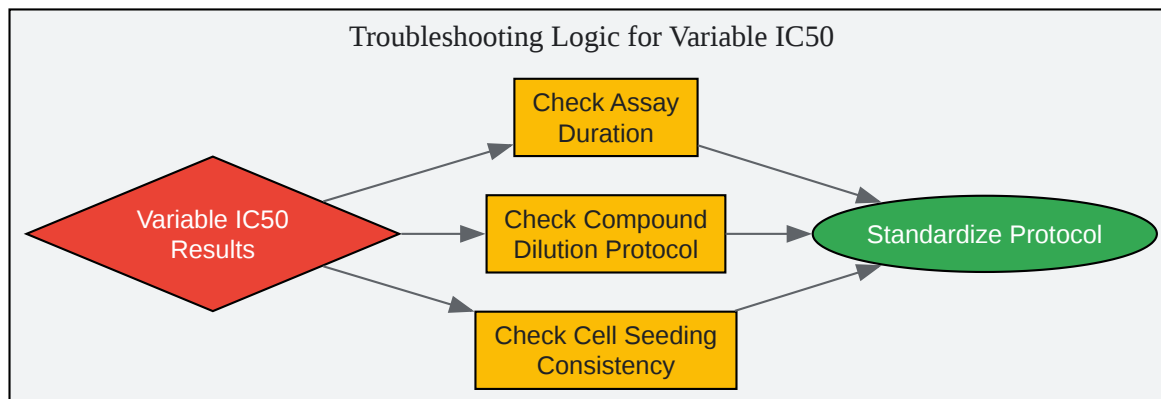 Troubleshooting Logic for Variable IC50
Check Assay
Duration
Variable IC50
Results
Check Compound
Dilution Protocol
Standardize Protocol
Check Cell Seeding
Consistency